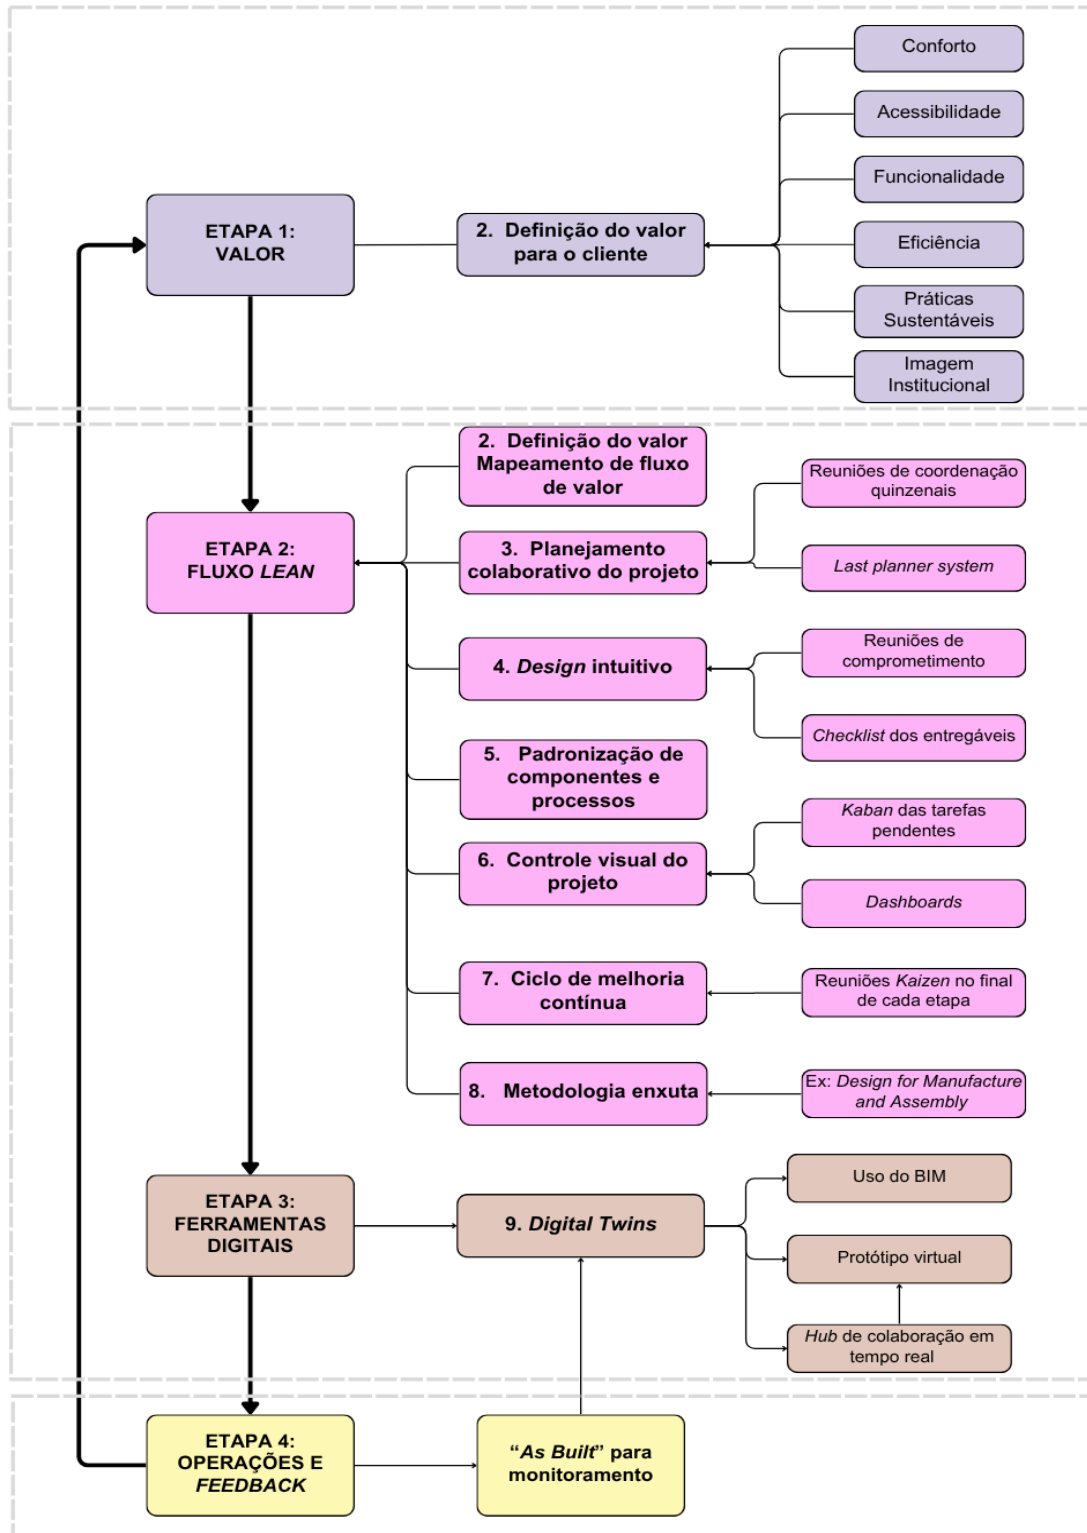 Conforto
Acessibilidade
Funcionalidade
ETAPA 1:
VALOR
2. Definição do valor
para o cliente
Eficiência
Práticas
Sustentáveis
Imagem
Institucional
2. Definição do valor
Mapeamento de fluxo
de valor
Reuniões de coordenação
quinzenais
ETAPA 2:
FLUXO LEAN
3. Planejamento
colaborativo do projeto
Last planner system
4. Design intuitivo
Reuniões de
comprometimento
Checklist dos entregáveis
5. Padronização de
componentes e
processos
Kaban das tarefas
pendentes
6. Controle visual do
projeto
Dashboards
7. Ciclo de melhoria
contínua
Reuniões Kaizen no final
de cada etapa
8. Metodologia enxuta
Ex: Design for Manufacture
and Assembly
ETAPA 3:
FERRAMENTAS
DIGITAIS
9. Digital Twins
Uso do BIM
Protótipo virtual
Hub de colaboração em
tempo real
ETAPA 4:
OPERAÇÕES E
FEEDBACK
“As Built” para
monitoramento